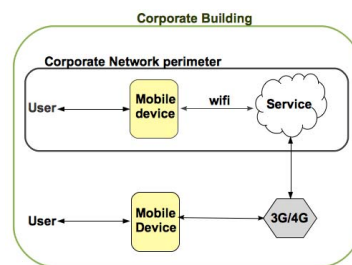 Corporate Building
Corporate Network perimeter
User
Mobile
device
wifi
Service
User
Mobile
Device
3G/4G